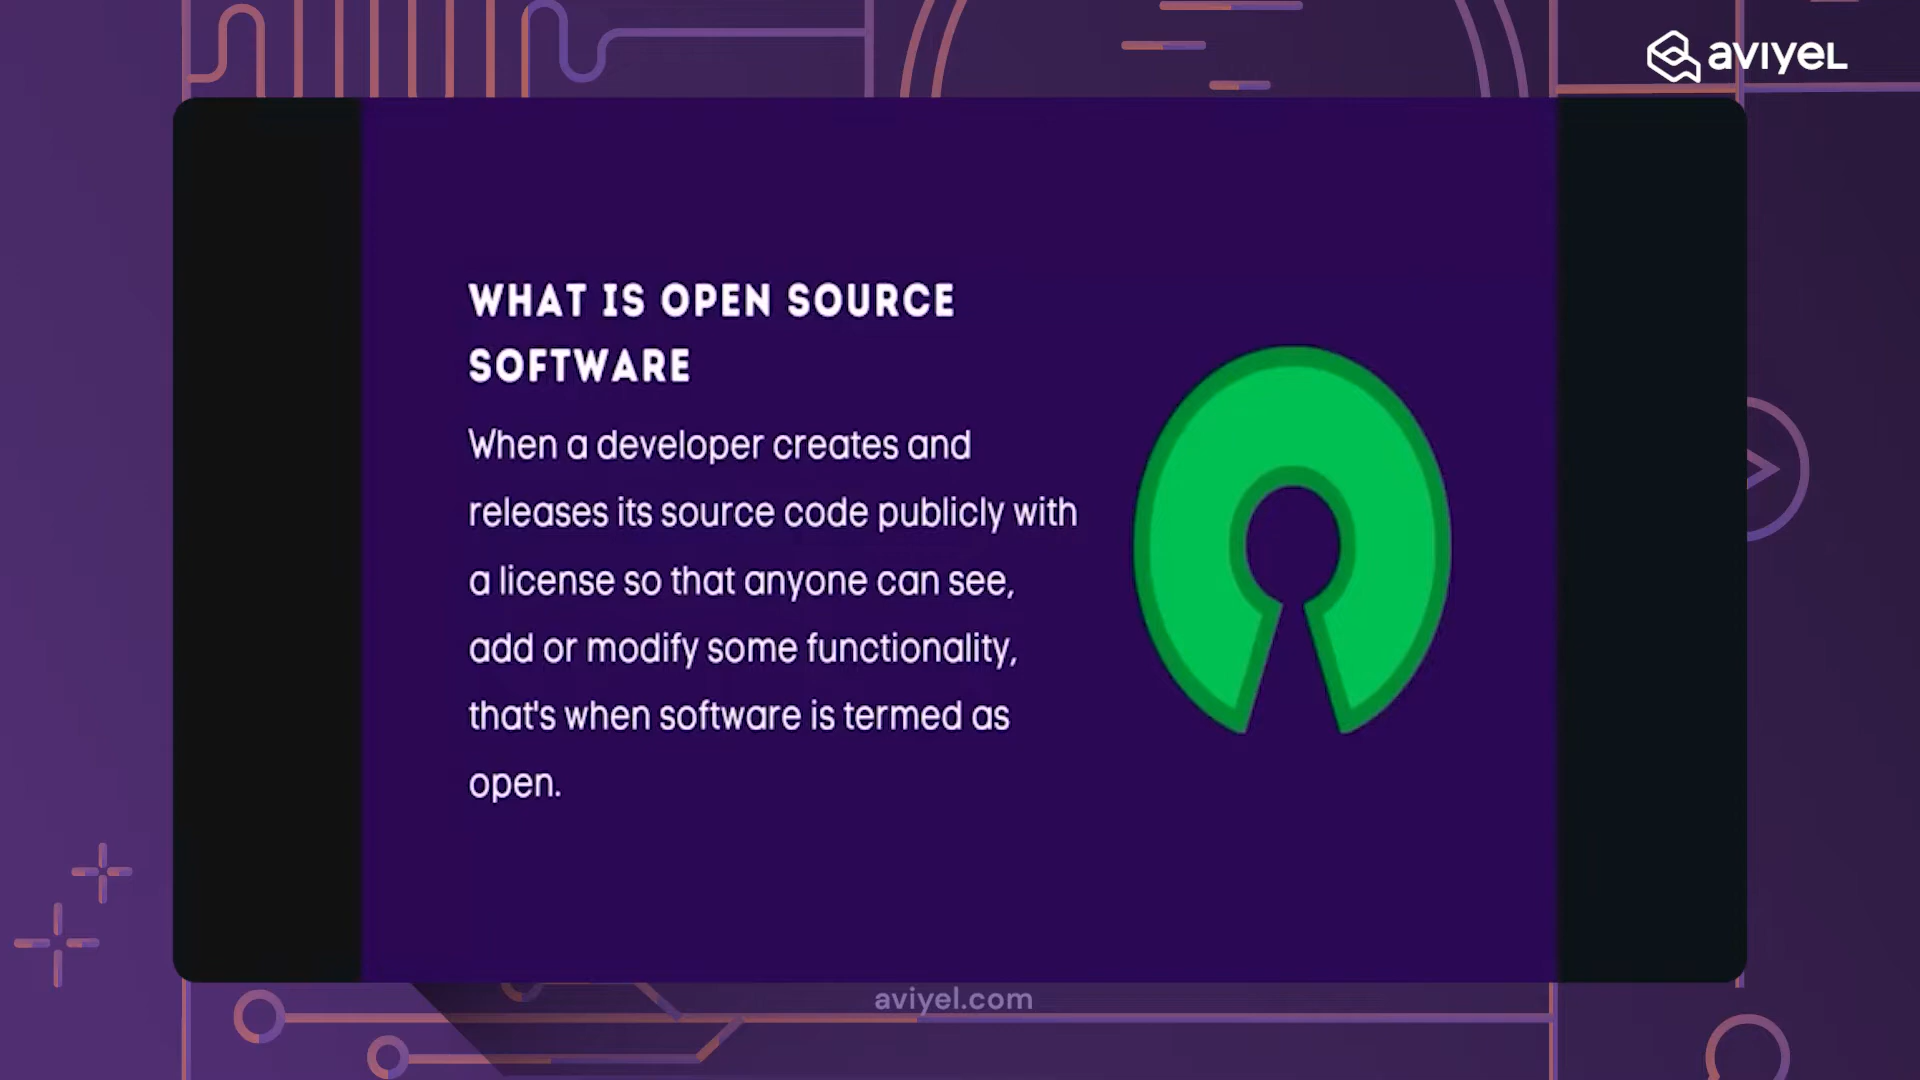 aviyel
WHAT IS OPEN SOURCE
SOFTWARE
When a developer creates and
releases its source code publicly with
a license so that anyone can see,
add or modify some functionality,
that's when software is termed as
open.
aviyel.com